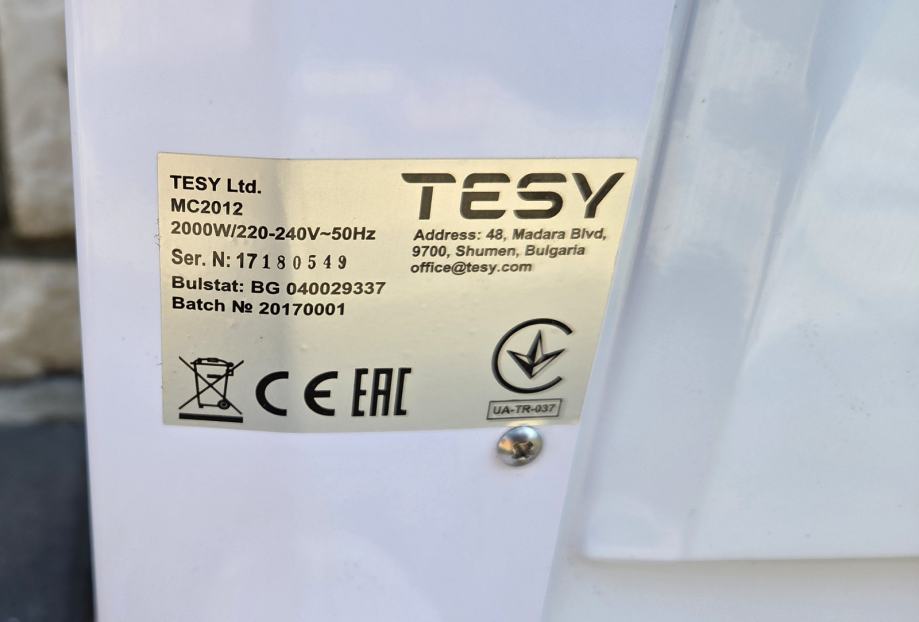 TESY Ltd.
MC2012
2000W/220-240V~50Hz
Ser. N: 17180549
Bulstat: BG 040029337
Batch № 20170001
TESY
Address: 48, Madara Blvd,
9700, Shumen, Bulgaria
office@tesy.com
CE EAC
UA-TR-037